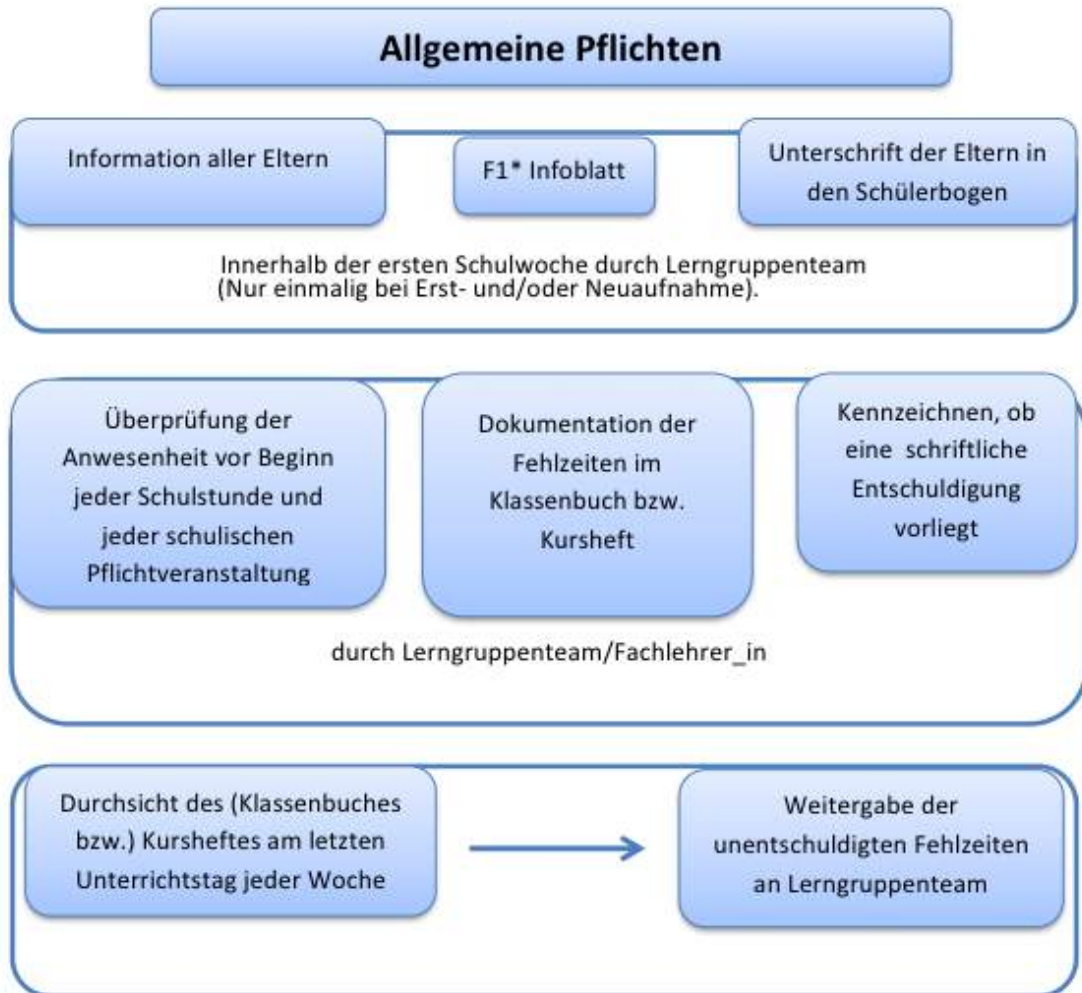 Allgemeine Pflichten
Information aller Eltern
F1* Infoblatt
Unterschrift der Eltern in
den Schülerbogen
Innerhalb der ersten Schulwoche durch Lerngruppenteam
(Nur einmalig bei Erst- und/oder Neuaufnahme).
Überprüfung der
Anwesenheit vor Beginn
jeder Schulstunde und
jeder schulischen
Pflichtveranstaltung
Dokumentation der
Fehlzeiten im
Klassenbuch bzw.
Kursheft
Kennzeichnen, ob
eine schriftliche
Entschuldigung
vorliegt
durch Lerngruppenteam/Fachlehrer_in
Durchsicht des (Klassenbuches
bzw.) Kursheftes am letzten
Unterrichtstag jeder Woche
Weitergabe der
unentschuldigten Fehlzeiten
an Lerngruppenteam